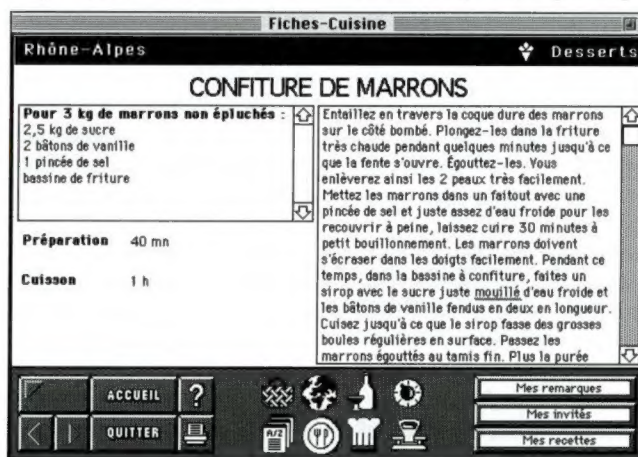 Fiches-Cuisine
Rhône-Alpes
Desserts
CONFITURE DE MARRONS
Pour 3 kg de marrons non épluchés :
2,5 kg de sucre
2 bâtons de vanille
1 pincée de sel
bassine de friture
Préparation 40 mn
Cuisson 1 h
Entaillez en travers la coque dure des marrons
sur le côté bombé. Plongez-les dans la friture
très chaude pendant quelques minutes jusqu'à ce
que la fente s'ouvre. Égouttez-les. Vous
enlèverez ainsi les 2 peaux très facilement.
Mettez les marrons dans un faitout avec une
pincée de sel et juste assez d'eau froide pour les
recouvrir à peine, laissez cuire 30 minutes à
petit bouillonnement. Les marrons doivent
s'écraser dans les doigts facilement. Pendant ce
temps, dans la bassine à confiture, faites un
sirop avec le sucre juste mouillé d'eau froide et
les bâtons de vanille fendus en deux en longueur.
Cuisez jusqu'à ce que le sirop fasse des grosses
boules régulières en surface. Passez les
marrons égouttés au tamis fin. Plus la purée
ACCUEIL
?
QUITTER
A/Z
Mes remarques
Mes invités
Mes recettes